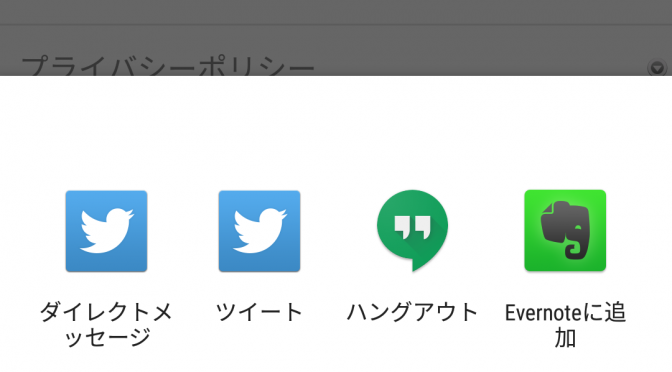 プライバシーポリシー
ダイレクトメ
ッセージ
ツイート
ハングアウト
Evernoteに追
加